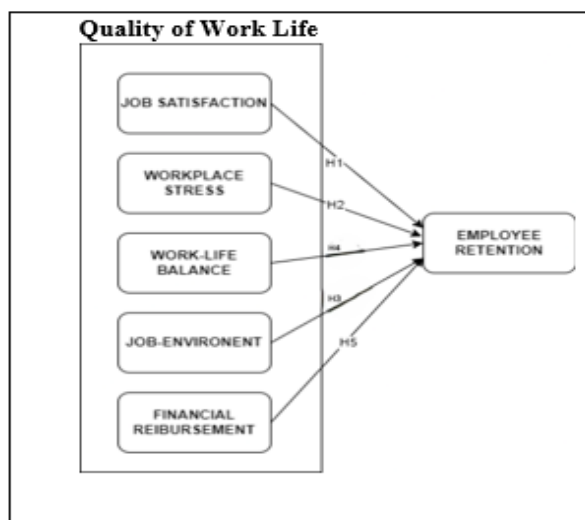 Quality of Work Life
JOB SATISFACTION
H1
WORKPLACE
STRESS
H2
EMPLOYEE
RETENTION
WORK-LIFE
BALANCE
H4
H3
JOB-ENVIRONENT
H5
FINANCIAL
REIBURSEMENT